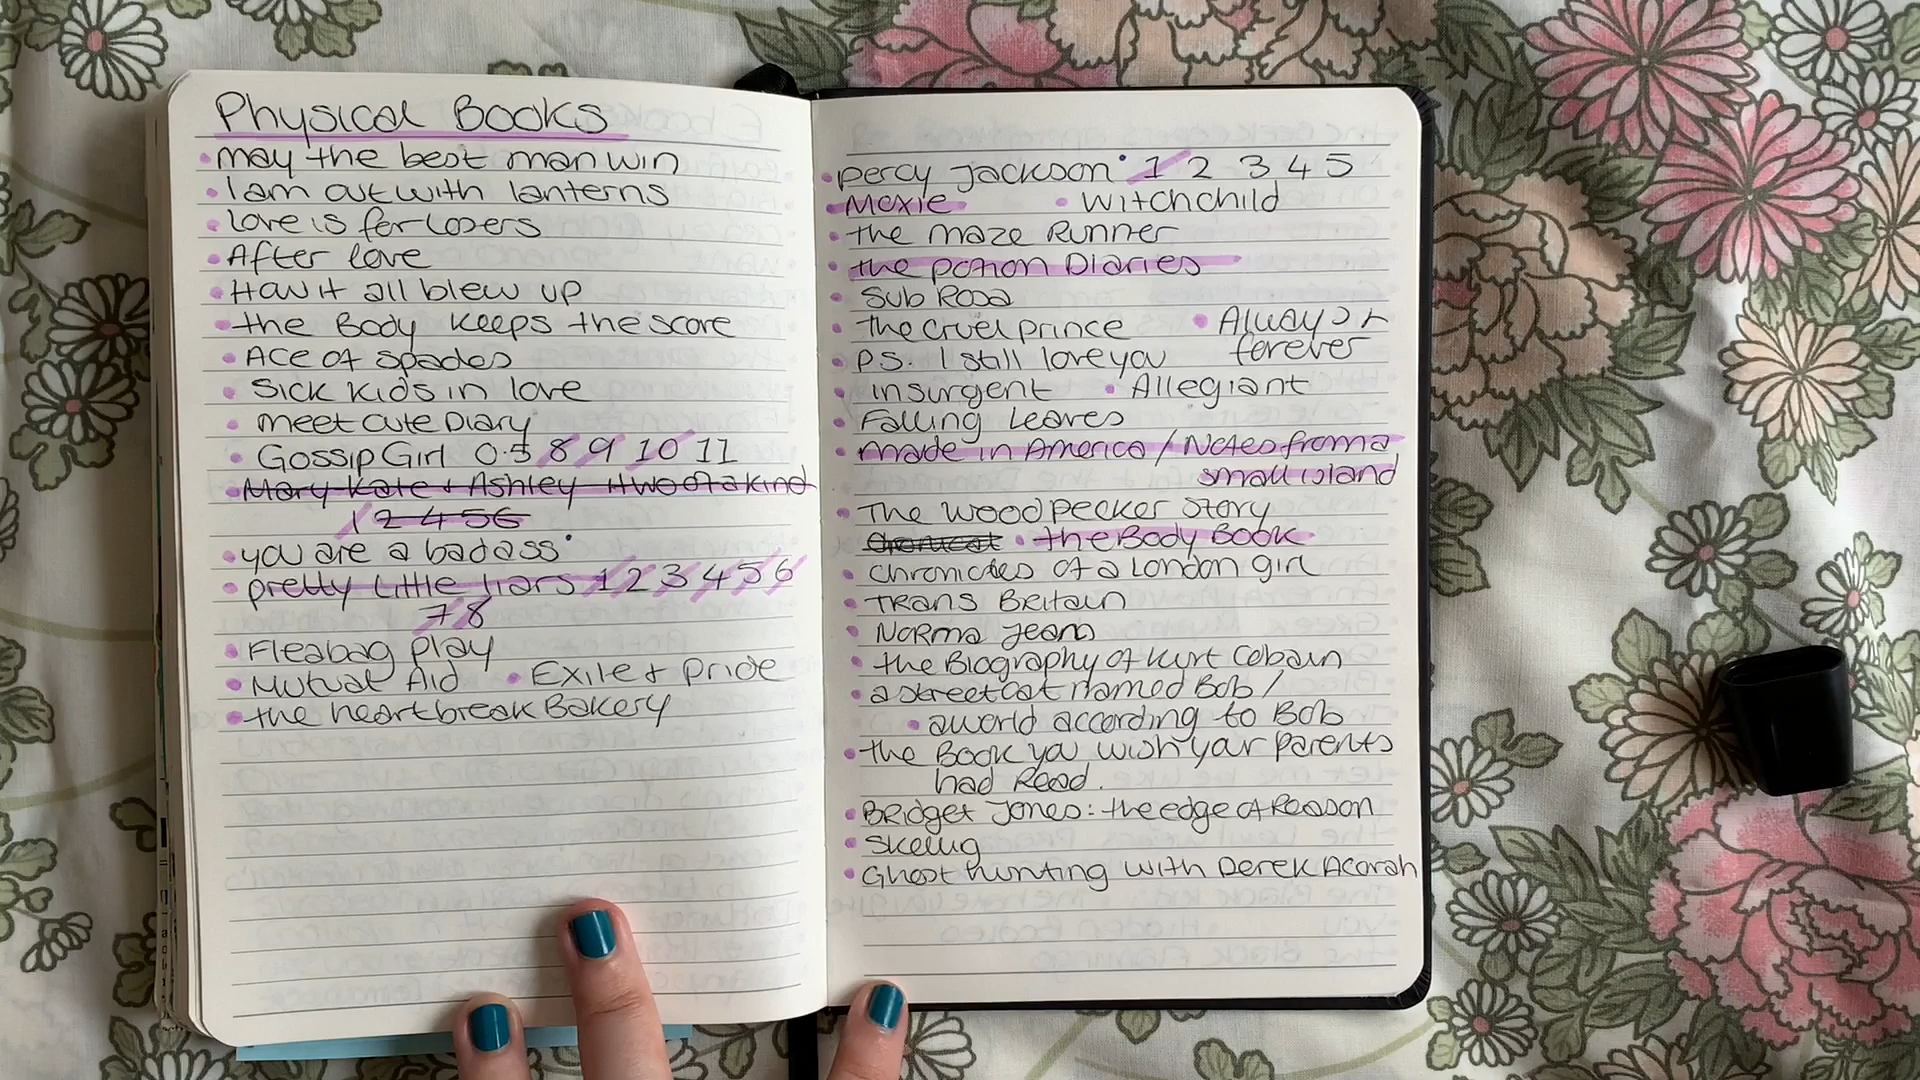 Physical Books
may the best man win
I am out with lanterns
love is for losers
After love
How it all blew up
the Body keeps the score
Ace of spades
Sick kids in love
meet cute Diary
Gossip Girl 0.5 8 9 10 11
Mary Kate + Ashley #two of a kind
1 2 4 5 6
you are a badass
pretty little liars 1 2 3 4 5 6
7 8
Fleabag play
Mutual Aid • Exile + pride
the heartbreak Bakery
percy Jackson 1 2 3 4 5
Moxie • witchchild
the maze Runner
the potion Diaries
Sub Rosa
the cruel prince • Always +
forever
P.S. I still love you
insurgent • Allegiant
Falling Leaves
made in America / Notes from a
small island
The woodpecker story
• the Body Book
chronicles of a London girl
TRans BRitain
NoRma Jean
the Biography of Kurt Cobain
a street cat named Bob /
• a world according to Bob
the Book you wish your parents
had Read.
BRidget Jones: the edge of Reason
Skellig
Ghost hunting with Derek Acorah